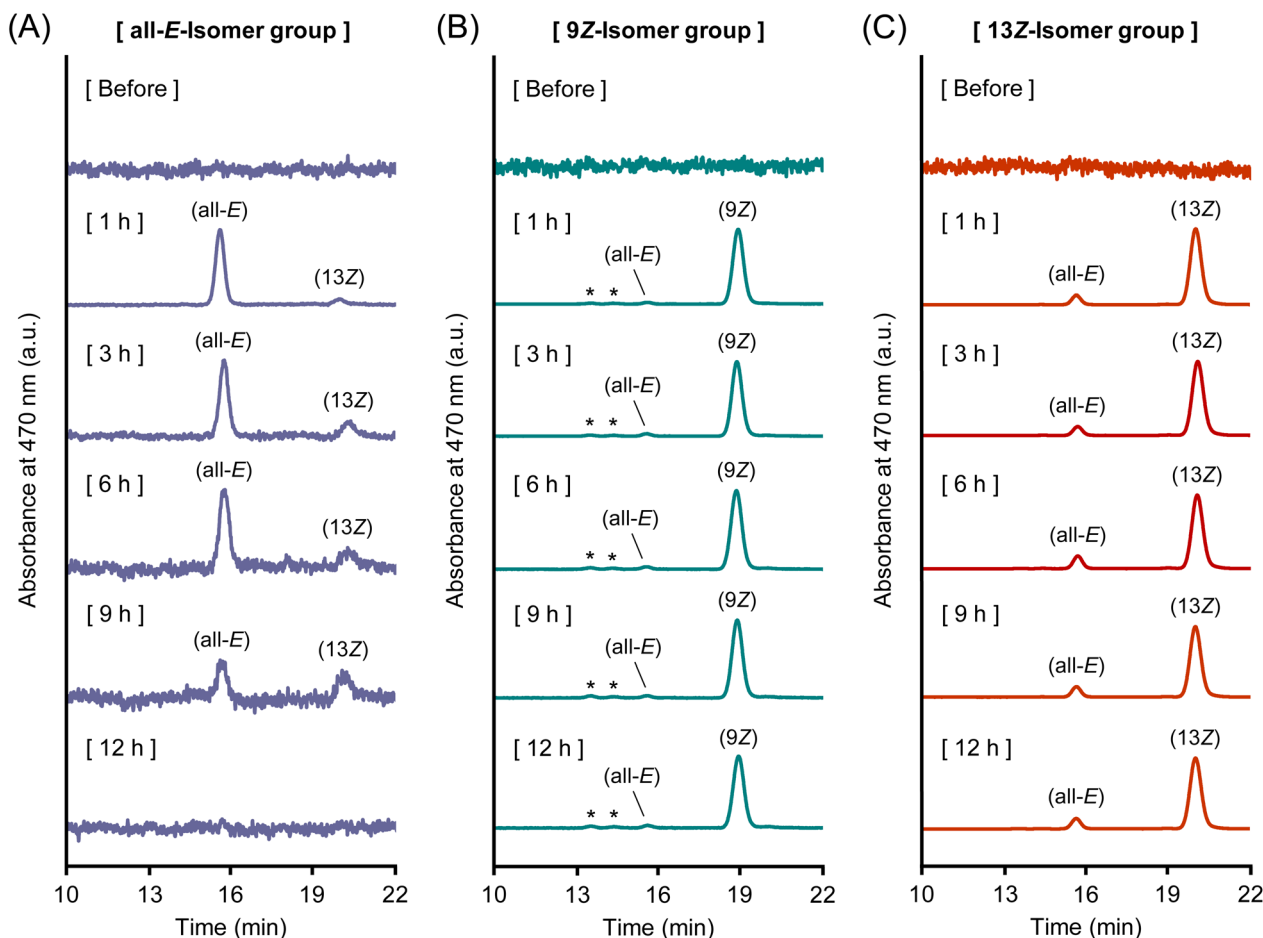 (A)
[ all-E-Isomer group ]
[ Before ]
[ 1 h ]
(all-E)
(13Z)
[ 3 h ]
(all-E)
(13Z)
[ 6 h ]
(all-E)
(13Z)
[ 9 h ]
(all-E)
(13Z)
[ 12 h ]
Absorbance at 470 nm (a.u.)
10 13 16 19 22
Time (min)
(B)
[ 9Z-Isomer group ]
[ Before ]
[ 1 h ]
(9Z)
(all-E)
* *
[ 3 h ]
(9Z)
(all-E)
* *
[ 6 h ]
(9Z)
(all-E)
* *
[ 9 h ]
(9Z)
(all-E)
* *
[ 12 h ]
(9Z)
(all-E)
* *
Absorbance at 470 nm (a.u.)
10 13 16 19 22
Time (min)
(C)
[ 13Z-Isomer group ]
[ Before ]
[ 1 h ]
(13Z)
(all-E)
[ 3 h ]
(13Z)
(all-E)
[ 6 h ]
(13Z)
(all-E)
[ 9 h ]
(13Z)
(all-E)
[ 12 h ]
(13Z)
(all-E)
Absorbance at 470 nm (a.u.)
10 13 16 19 22
Time (min)